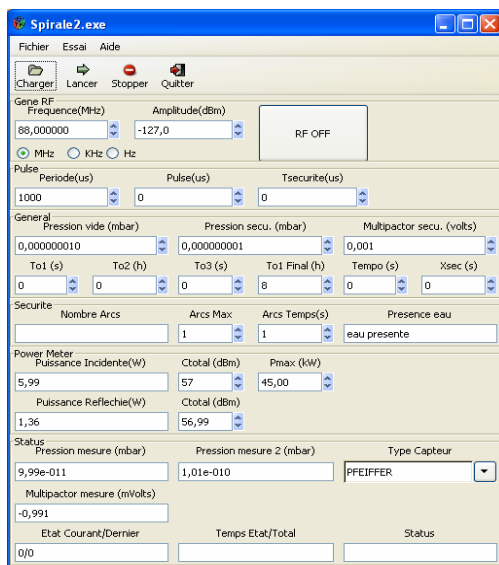 Spirale2.exe
Fichier Essai Aide
Charger Lancer Stopper Quitter
Gene RF
Frequence(MHz) Amplitude(dBm)
88,000000 -127,0 RF OFF
MHz KHz Hz
Pulse
Periode(us) Pulse(us) Tsecurite(us)
1000 0 0
General
Pression vide (mbar) Pression secu. (mbar) Multipactor secu. (volts)
0,000000010 0,000000001 0,001
To1 (s) To2 (h) To3 (s) To1 Final (h) Tempo (s) Xsec (s)
0 0 0 8 0 0
Securite
Nombre Arcs Arcs Max Arcs Temps(s) Presence eau
1 1 eau presente
Power Meter
Puissance Incidente(W) Ctotal (dBm) Pmax (kW)
5,99 57 45,00
Puissance Reflechie(W) Ctotal (dBm)
1,36 56,99
Status
Pression mesure (mbar) Pression mesure 2 (mbar) Type Capteur
9,99e-011 1,01e-010 PFEIFFER
Multipactor mesure (mVolts)
-0,991
Etat Courant/Dernier Temps Etat/Total Status
0/0